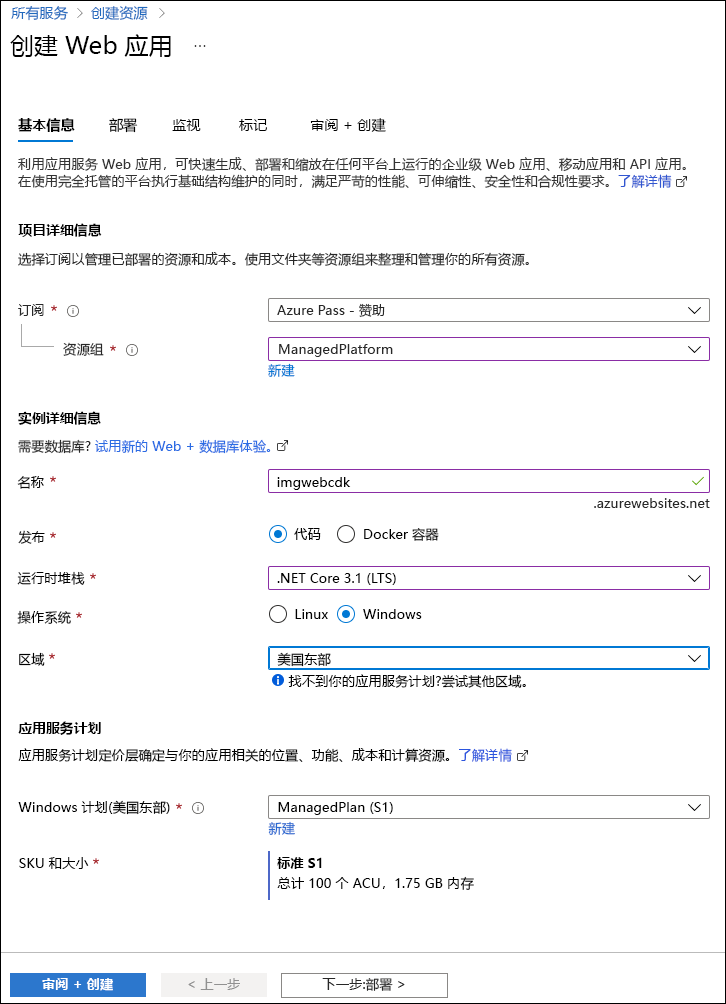 所有服务 > 创建资源 >
创建 Web 应用 ...
基本信息 部署 监视 标记 审阅 + 创建
利用应用服务 Web 应用，可快速生成、部署和缩放在任何平台上运行的企业级 Web 应用、移动应用和 API 应用。
在使用完全托管的平台执行基础结构维护的同时，满足严苛的性能、可伸缩性、安全性和合规性要求。了解详情
项目详细信息
选择订阅以管理已部署的资源和成本。使用文件夹等资源组来整理和管理你的所有资源。
订阅 * Azure Pass - 赞助
资源组 * ManagedPlatform
新建
实例详细信息
需要数据库? 试用新的 Web + 数据库体验。
名称 * imgwebcdk
.azurewebsites.net
发布 * 代码 Docker 容器
运行时堆栈 * .NET Core 3.1 (LTS)
操作系统 * Linux Windows
区域 * 美国东部
找不到你的应用服务计划?尝试其他区域。
应用服务计划
应用服务计划定价层确定与你的应用相关的位置、功能、成本和计算资源。了解详情
Windows 计划(美国东部) * ManagedPlan (S1)
新建
SKU 和大小 * 标准 S1
总计 100 个 ACU，1.75 GB 内存
审阅 + 创建 < 上一步 下一步:部署 >